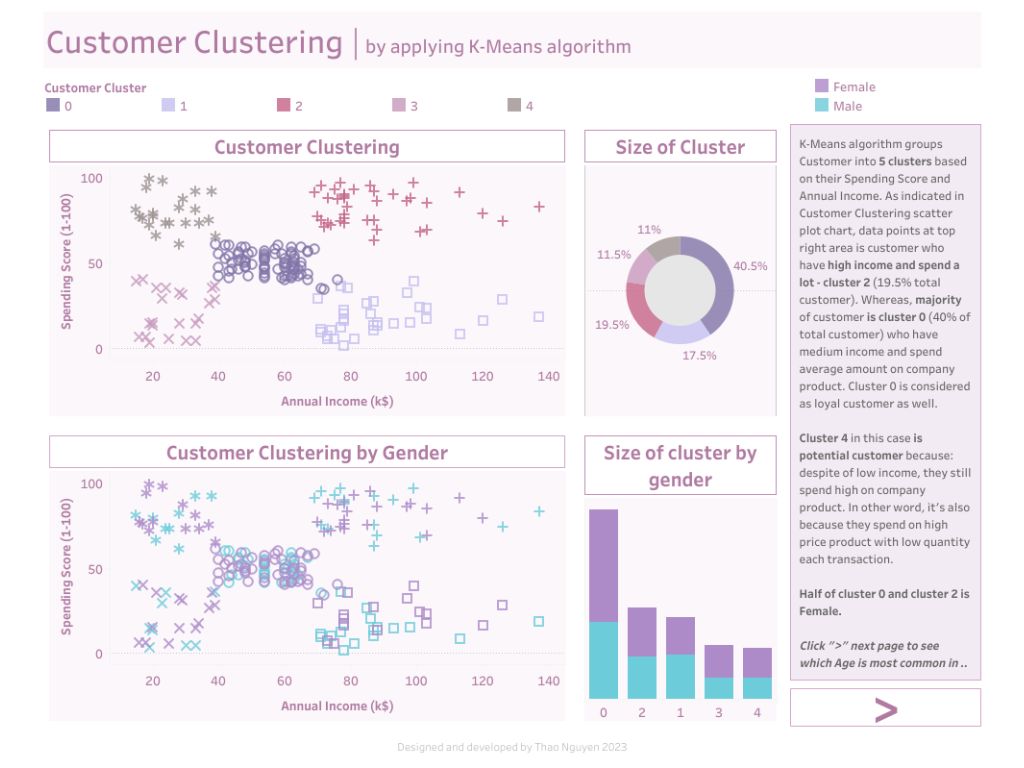 Customer Clustering | by applying K-Means algorithm
Customer Cluster
0 1 2 3 4
Female
Male
Customer Clustering
Spending Score (1-100)
100
50
0
20 40 60 80 100 120 140
Annual Income (k$)
Size of Cluster
11%
11.5%
40.5%
19.5%
17.5%
K-Means algorithm groups
Customer into 5 clusters based
on their Spending Score and
Annual Income. As indicated in
Customer Clustering scatter
plot chart, data points at top
right area is customer who
have high income and spend a
lot - cluster 2 (19.5% total
customer). Whereas, majority
of customer is cluster 0 (40% of
total customer) who have
medium income and spend
average amount on company
product. Cluster 0 is considered
as loyal customer as well.
Cluster 4 in this case is
potential customer because:
despite of low income, they still
spend high on company
product. In other word, it's also
because they spend on high
price product with low quantity
each transaction.
Half of cluster 0 and cluster 2 is
Female.
Click ">" next page to see
which Age is most common in ..
>
Customer Clustering by Gender
Spending Score (1-100)
100
50
0
20 40 60 80 100 120 140
Annual Income (k$)
Size of cluster by
gender
0 2 1 3 4
Designed and developed by Thao Nguyen 2023